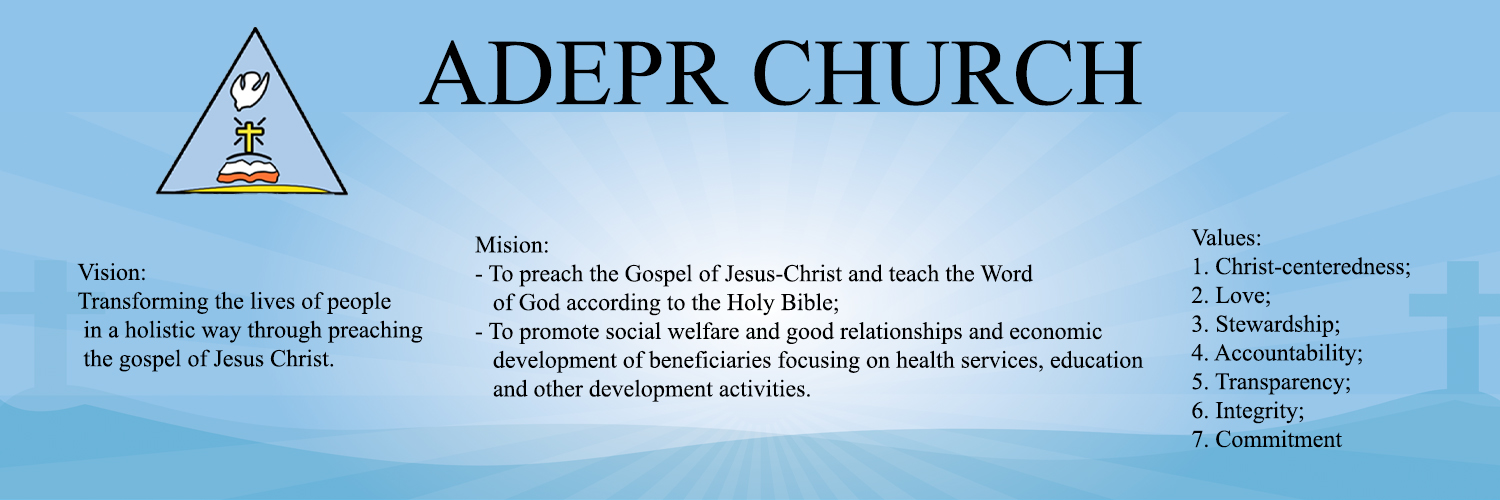 ADEPR CHURCH
Vision:
Transforming the lives of people
in a holistic way through preaching
the gospel of Jesus Christ.
Mision:
- To preach the Gospel of Jesus-Christ and teach the Word
of God according to the Holy Bible;
- To promote social welfare and good relationships and economic
development of beneficiaries focusing on health services, education
and other development activities.
Values:
1. Christ-centeredness;
2. Love;
3. Stewardship;
4. Accountability;
5. Transparency;
6. Integrity;
7. Commitment